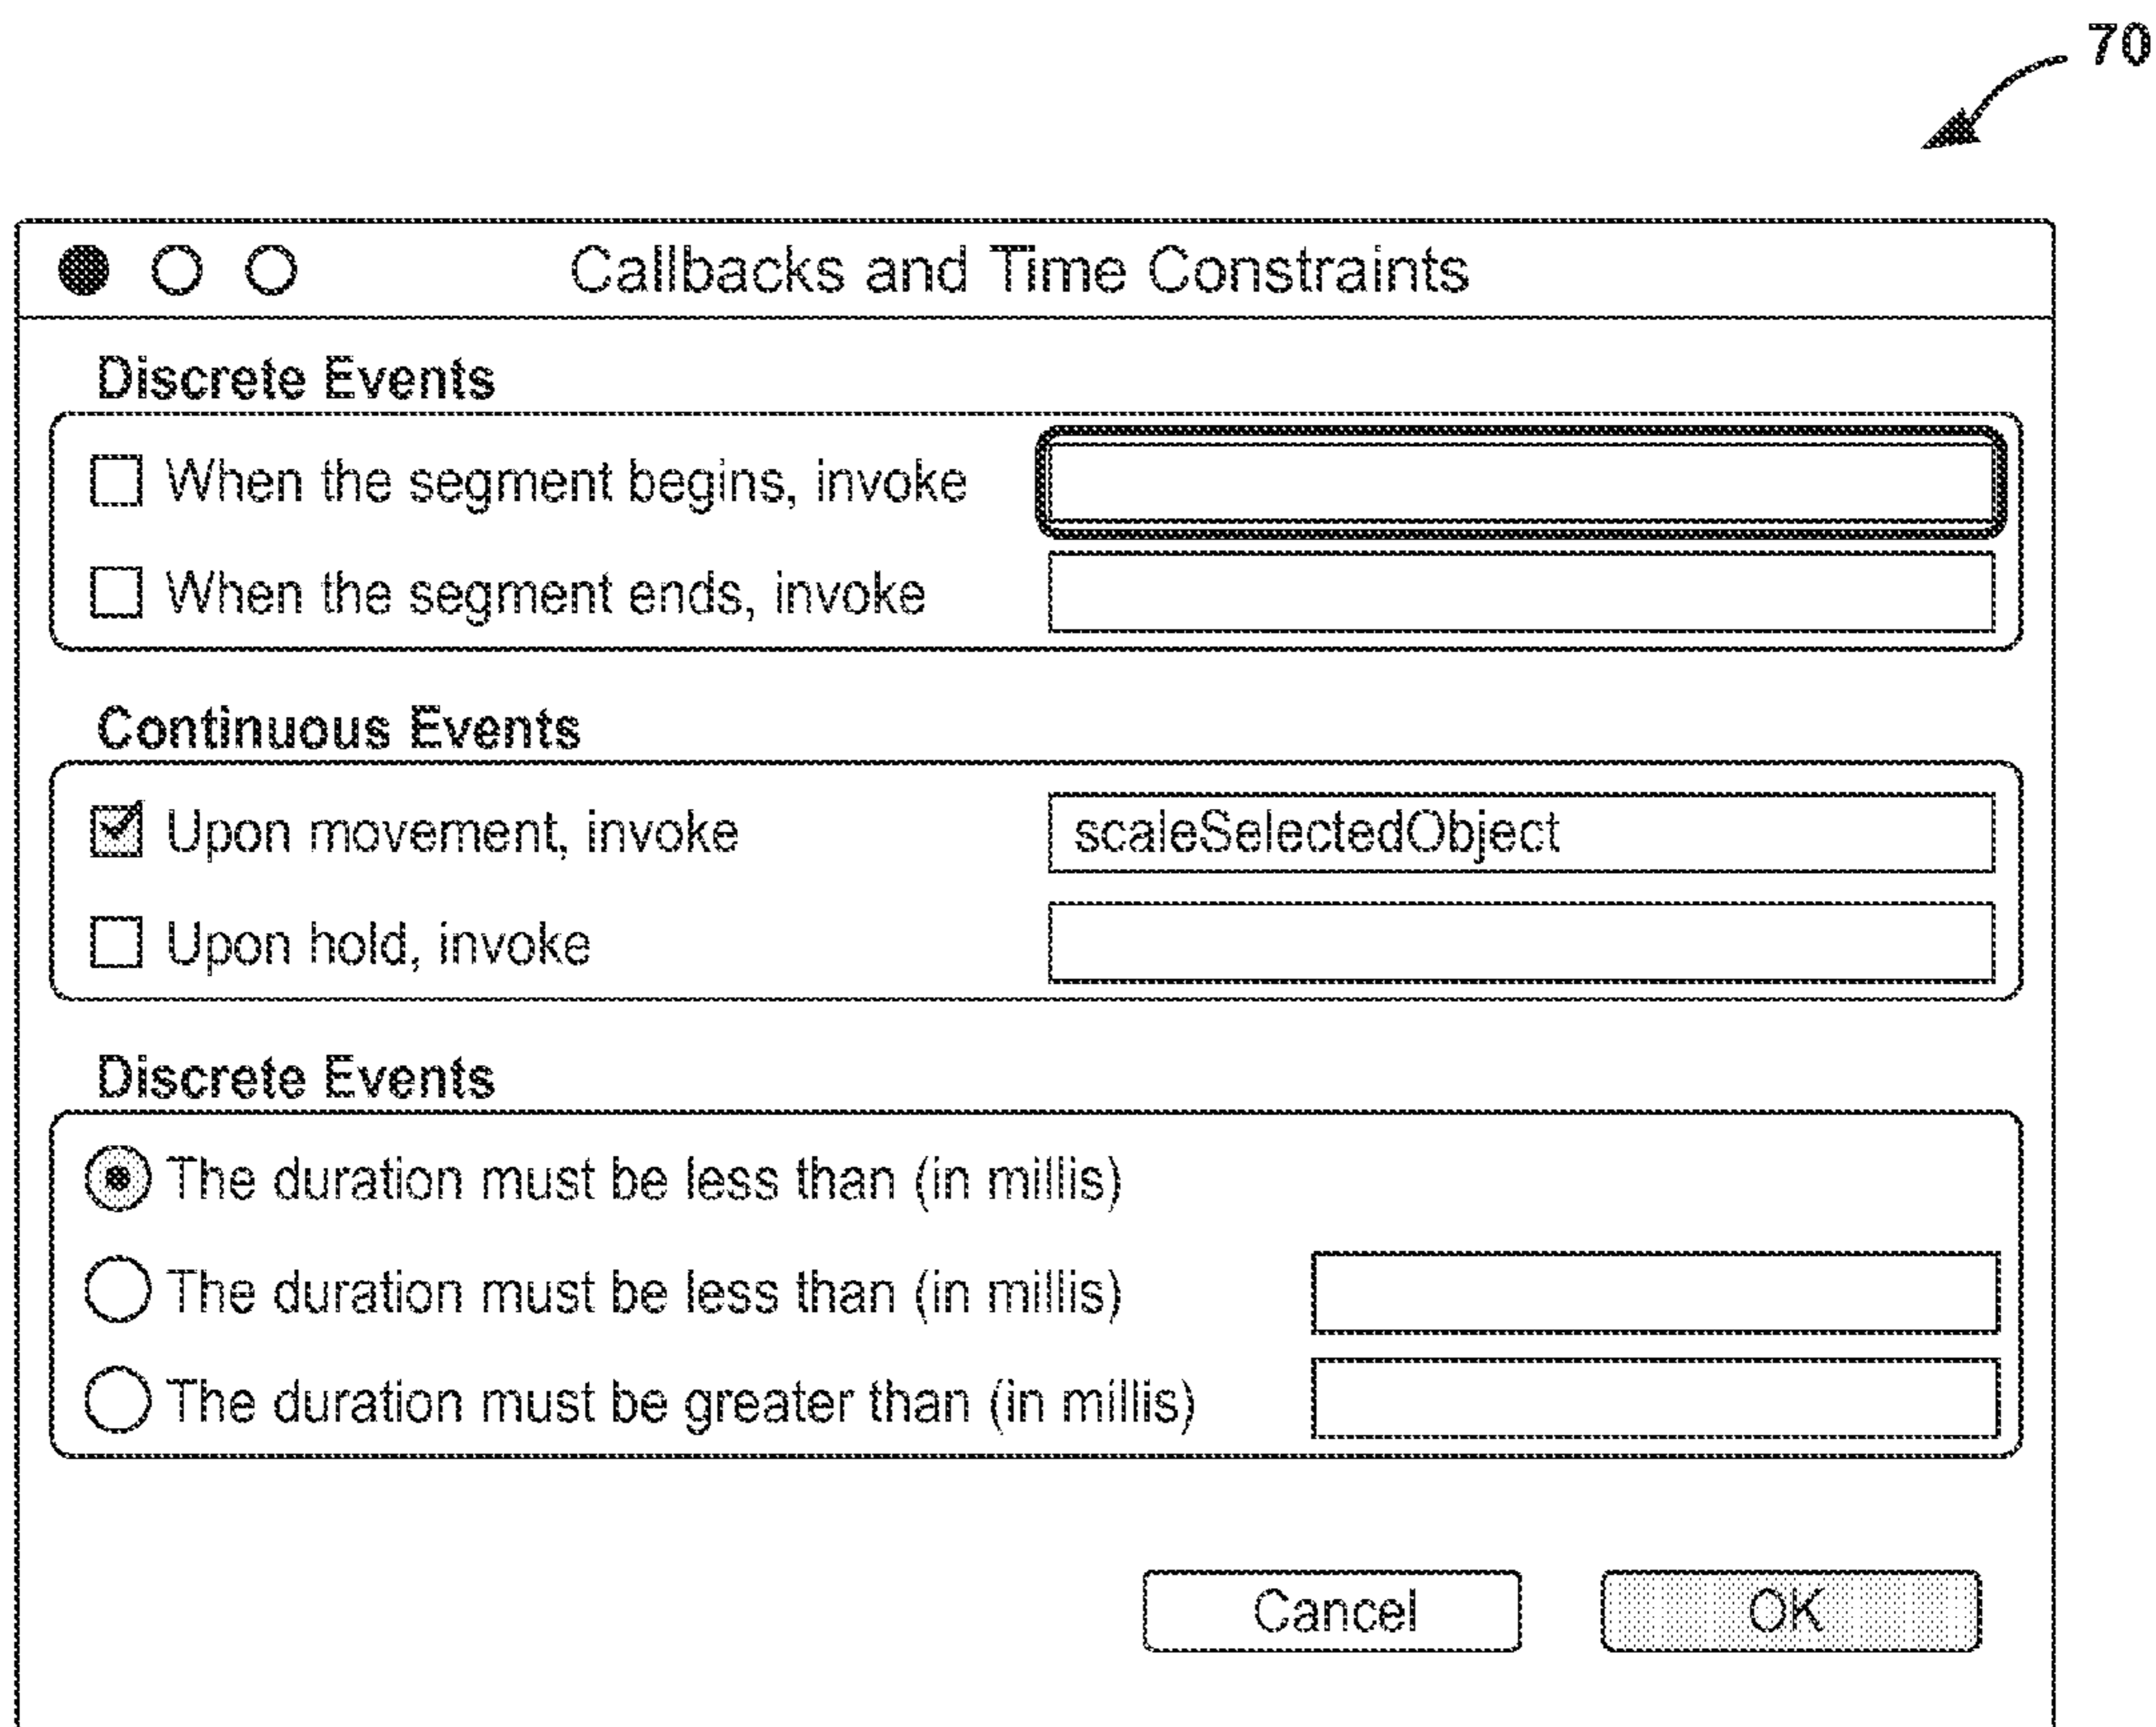 70
Callbacks and Time Constraints
Discrete Events
When the segment begins, invoke
When the segment ends, invoke
Continuous Events
Upon movement, invoke scaleSelectedObject
Upon hold, invoke
Discrete Events
The duration must be less than (in millis)
The duration must be less than (in millis)
The duration must be greater than (in millis)
Cancel OK